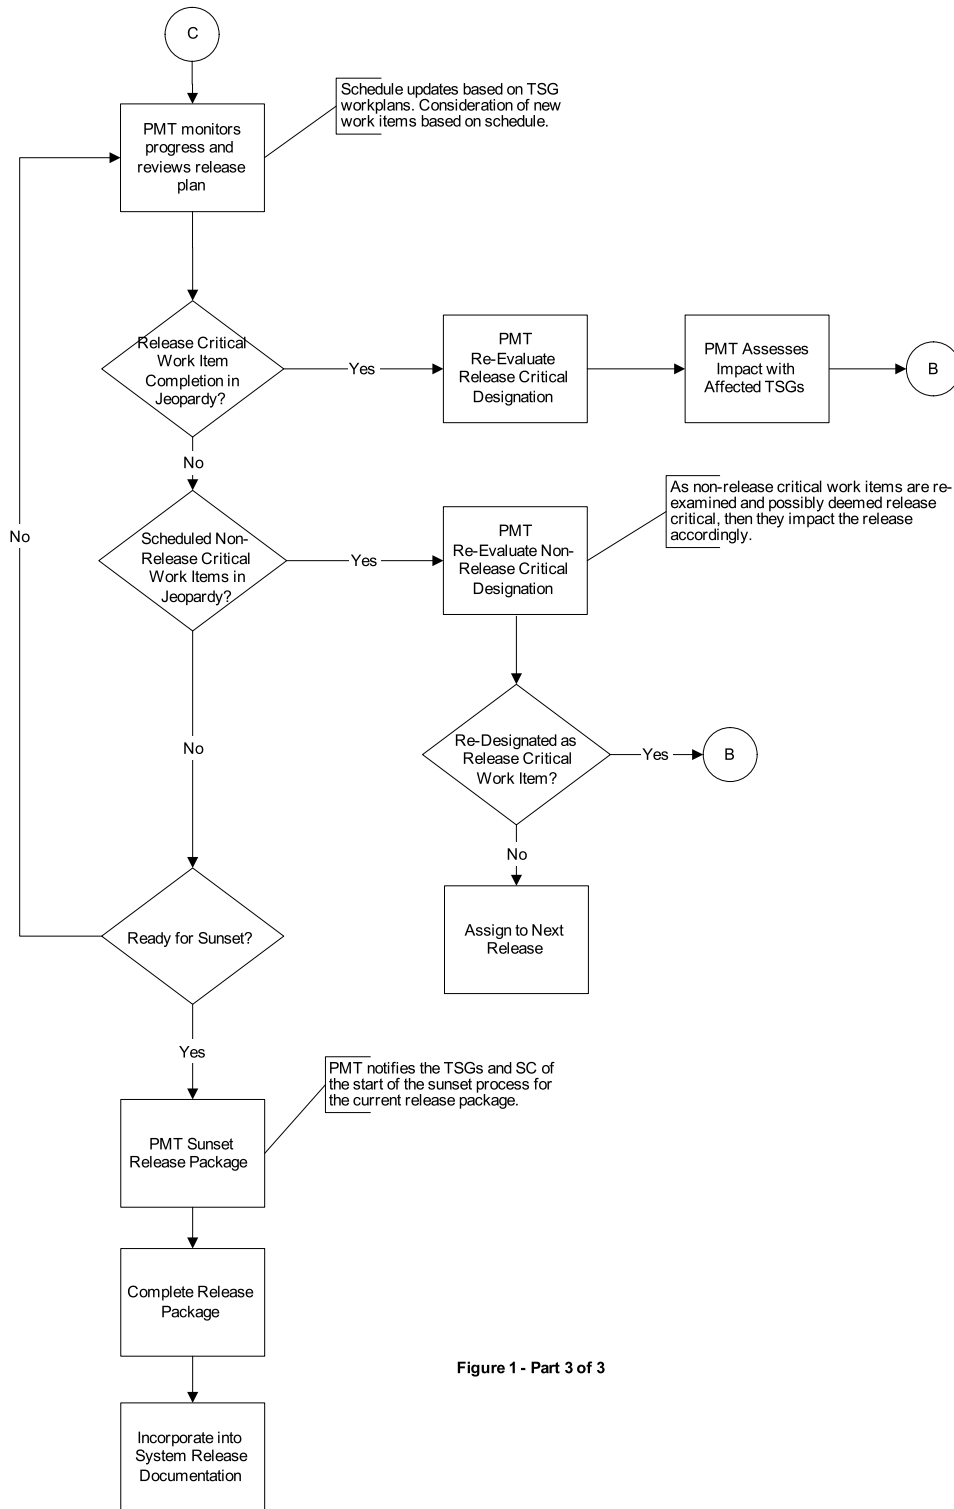 C
Schedule updates based on TSG
workplans. Consideration of new
work items based on schedule.
PMT monitors
progress and
reviews release
plan
Release Critical
Work Item
Completion in
Jeopardy?
Yes
PMT
Re-Evaluate
Release Critical
Designation
PMT Assesses
Impact with
Affected TSGs
B
No
As non-release critical work items are re-
examined and possibly deemed release
critical, then they impact the release
accordingly.
No
Scheduled Non-
Release Critical
Work Items in
Jeopardy?
Yes
PMT
Re-Evaluate Non-
Release Critical
Designation
No
Re-Designated as
Release Critical
Work Item?
Yes
B
No
Ready for Sunset?
Assign to Next
Release
Yes
PMT notifies the TSGs and SC of
the start of the sunset process for
the current release package.
PMT Sunset
Release Package
Complete Release
Package
Figure 1 - Part 3 of 3
Incorporate into
System Release
Documentation